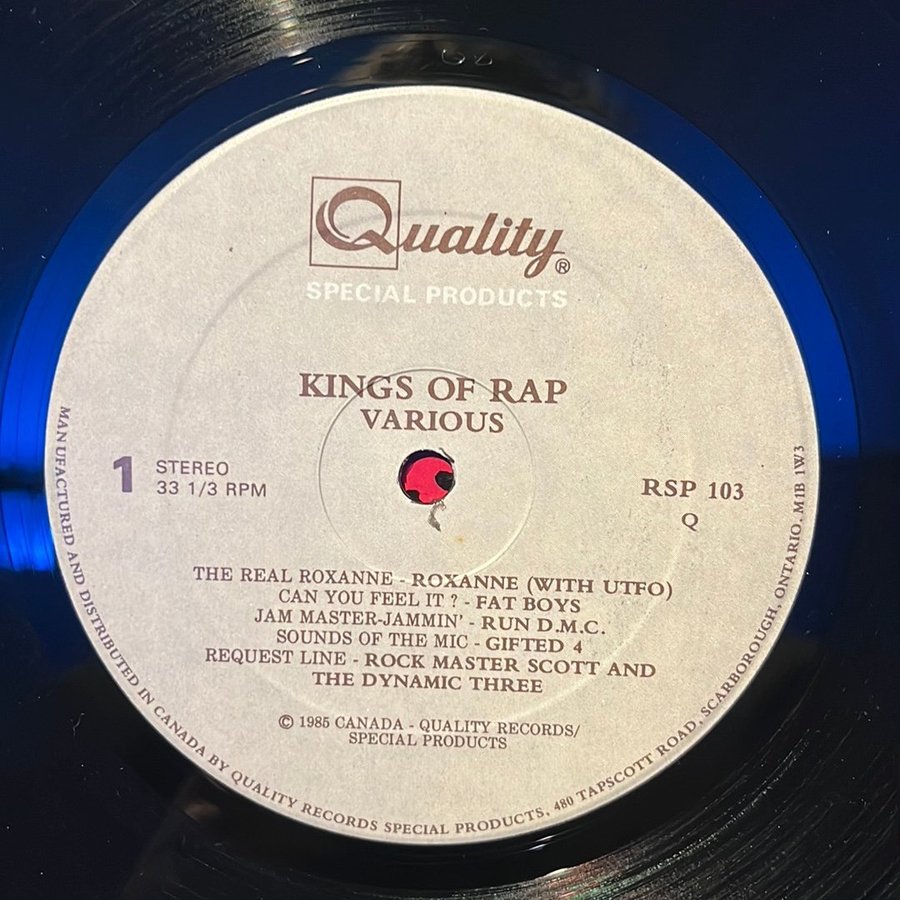 Quality®
SPECIAL PRODUCTS
KINGS OF RAP
VARIOUS
1
STEREO
33 1/3 RPM
RSP 103
Q
THE REAL ROXANNE - ROXANNE (WITH UTFO)
CAN YOU FEEL IT ? - FAT BOYS
JAM MASTER-JAMMIN' - RUN D.M.C.
SOUNDS OF THE MIC - GIFTED 4
REQUEST LINE - ROCK MASTER SCOTT AND
THE DYNAMIC THREE
© 1985 CANADA - QUALITY RECORDS/
SPECIAL PRODUCTS
MANUFACTURED AND DISTRIBUTED IN CANADA BY QUALITY RECORDS SPECIAL PRODUCTS, 480 TAPSCOTT ROAD, SCARBOROUGH, ONTARIO. M1B 1W3